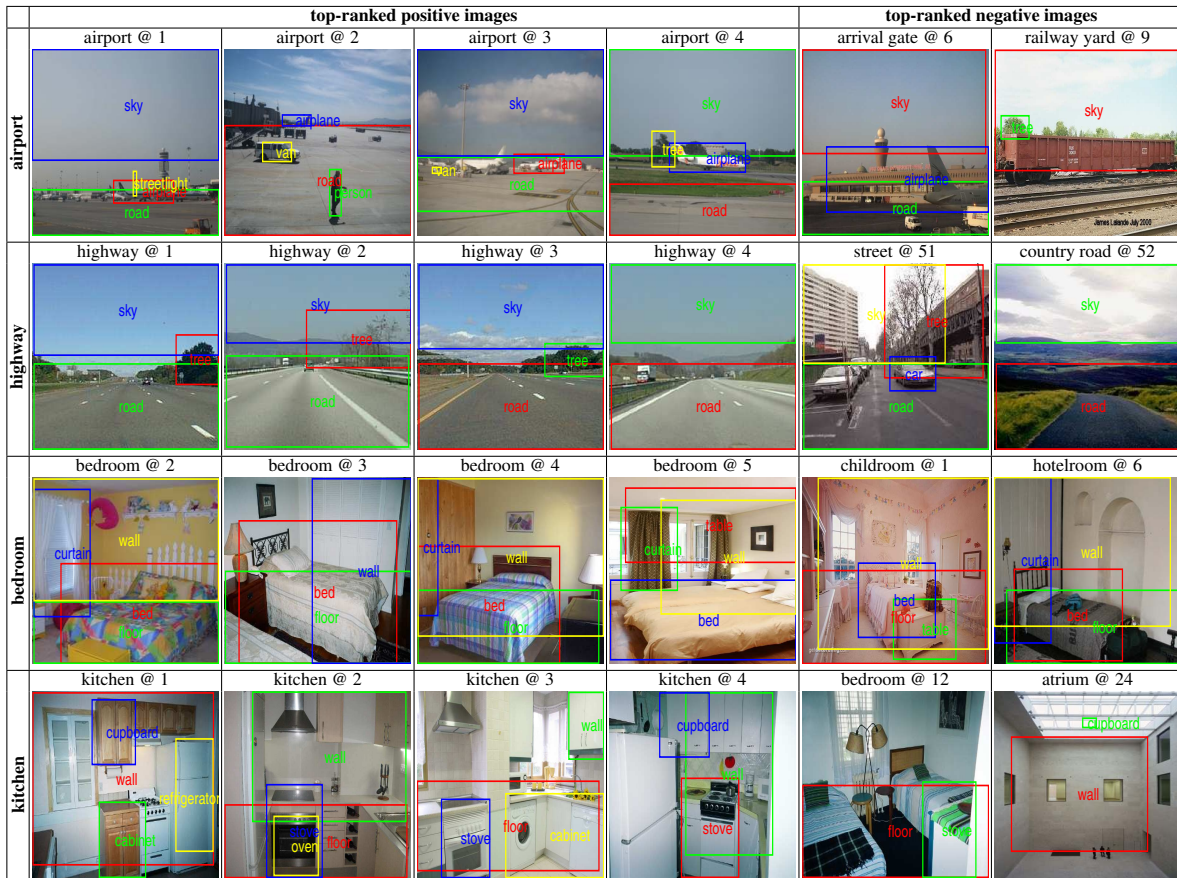 top-ranked positive images
top-ranked negative images
airport
airport @ 1
airport @ 2
airport @ 3
airport @ 4
arrival gate @ 6
railway yard @ 9
sky
streetlight
road
airplane
van
road
sky
airplane
van
road
sky
tree
airplane
road
sky
airplane
road
sky
tree
James Lalande July 2000
highway
highway @ 1
highway @ 2
highway @ 3
highway @ 4
street @ 51
country road @ 52
sky
tree
road
sky
tree
road
sky
tree
road
sky
road
sky
tree
car
road
sky
road
bedroom
bedroom @ 2
bedroom @ 3
bedroom @ 4
bedroom @ 5
childroom @ 1
hotelroom @ 6
curtain
wall
bed
floor
wall
bed
floor
curtain
wall
bed
floor
table
curtain
wall
bed
wall
bed
floor
table
wall
curtain
bed
floor
kitchen
kitchen @ 1
kitchen @ 2
kitchen @ 3
kitchen @ 4
bedroom @ 12
atrium @ 24
cupboard
wall
refrigerator
cabinet
wall
stove
oven
floor
wall
floor
stove
cabinet
cupboard
wall
stove
floor
stove
cupboard
wall